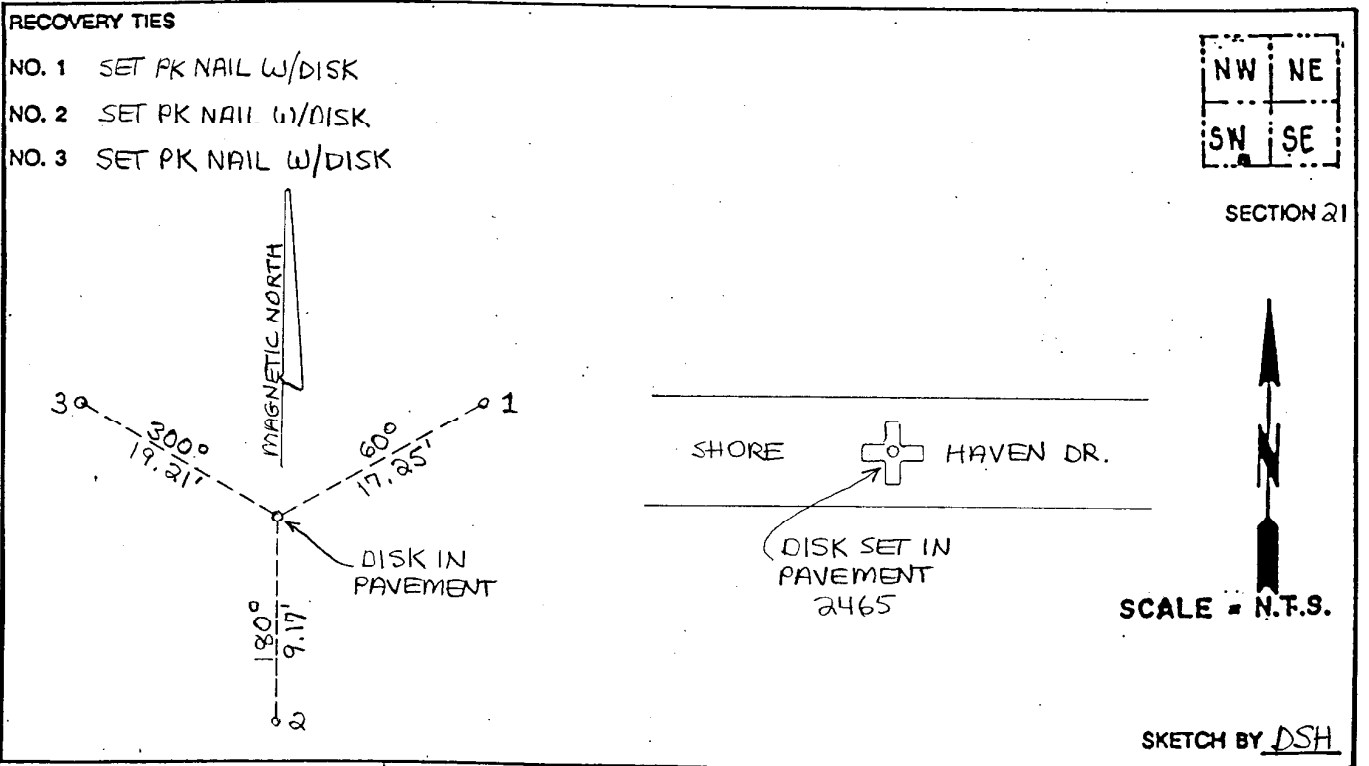 RECOVERY TIES
NO. 1 SET PK NAIL W/DISK
NO. 2 SET PK NAIL W/DISK
NO. 3 SET PK NAIL W/DISK
NW NE
SW SE
SECTION 21
MAGNETIC NORTH
3
300°
19.21'
60°
17.25'
1
DISK IN
PAVEMENT
180°
9.17'
2
SHORE HAVEN DR.
DISK SET IN
PAVEMENT
2465
N
SCALE = N.T.S.
SKETCH BY DSH